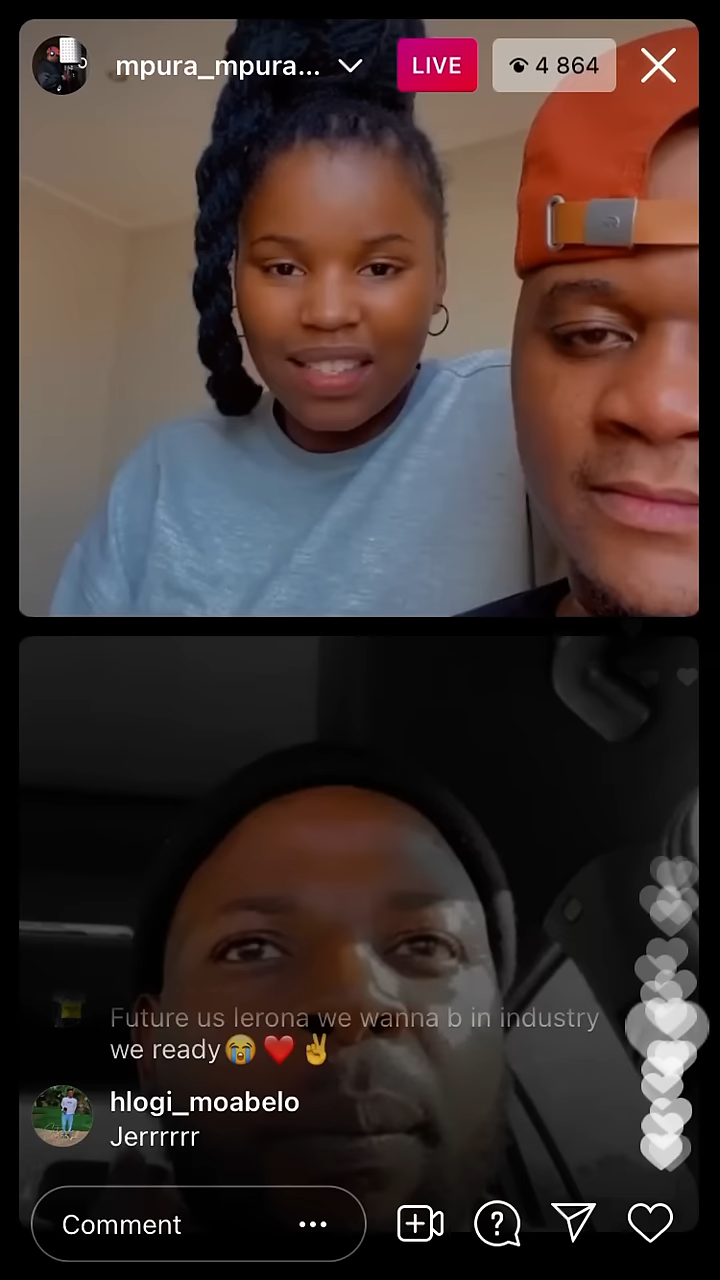 mpura_mpura...
LIVE
4 864
Future us lerona we wanna b in industry
we ready😭❤️✌️
hlogi_moabelo
Jerrrrrr
Comment